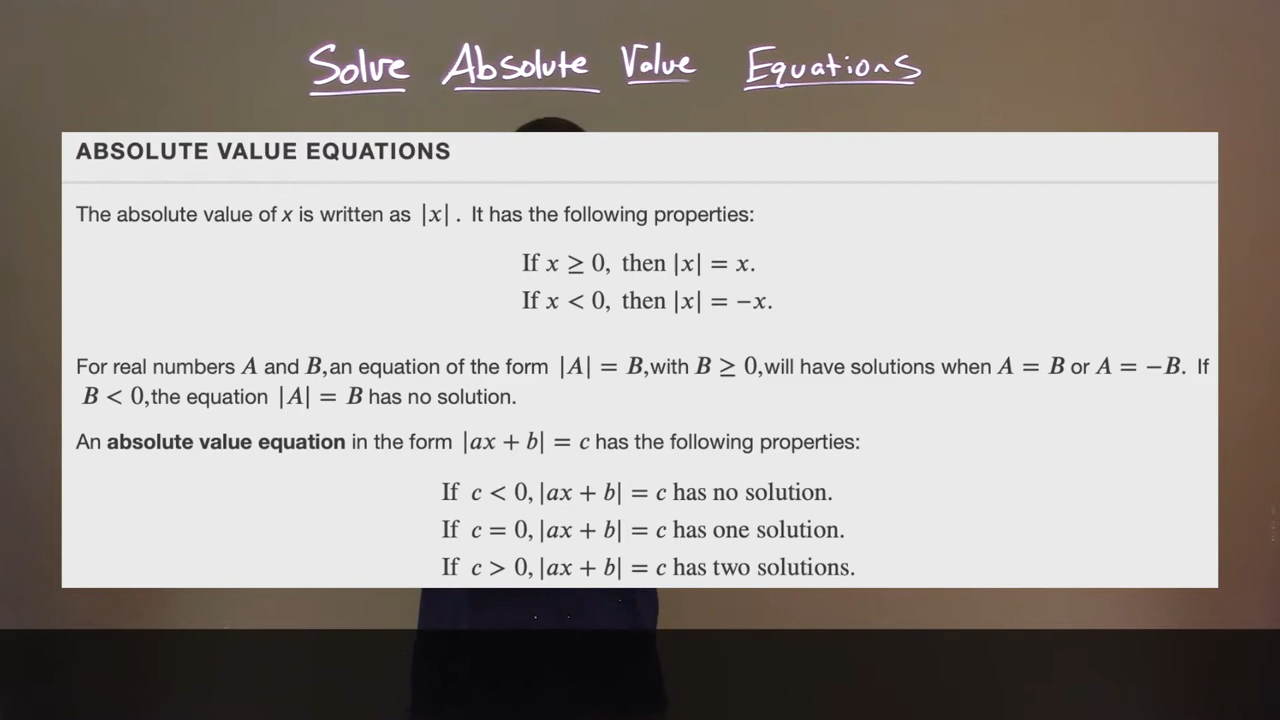 Solve Absolute Value Equations
ABSOLUTE VALUE EQUATIONS
The absolute value of x is written as |x| . It has the following properties:
If x ≥ 0, then |x| = x.
If x < 0, then |x| = −x.
For real numbers A and B,an equation of the form |A| = B,with B ≥ 0,will have solutions when A = B or A = −B. If
B < 0,the equation |A| = B has no solution.
An absolute value equation in the form |ax + b| = c has the following properties:
If c < 0, |ax + b| = c has no solution.
If c = 0, |ax + b| = c has one solution.
If c > 0, |ax + b| = c has two solutions.